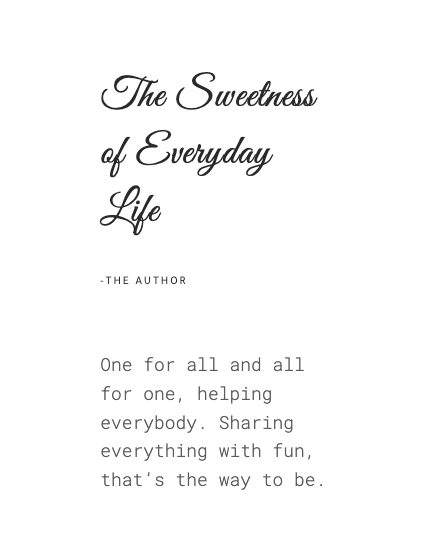 The Sweetness
of Everyday
Life
-THE AUTHOR
One for all and all
for one, helping
everybody. Sharing
everything with fun,
that’s the way to be.